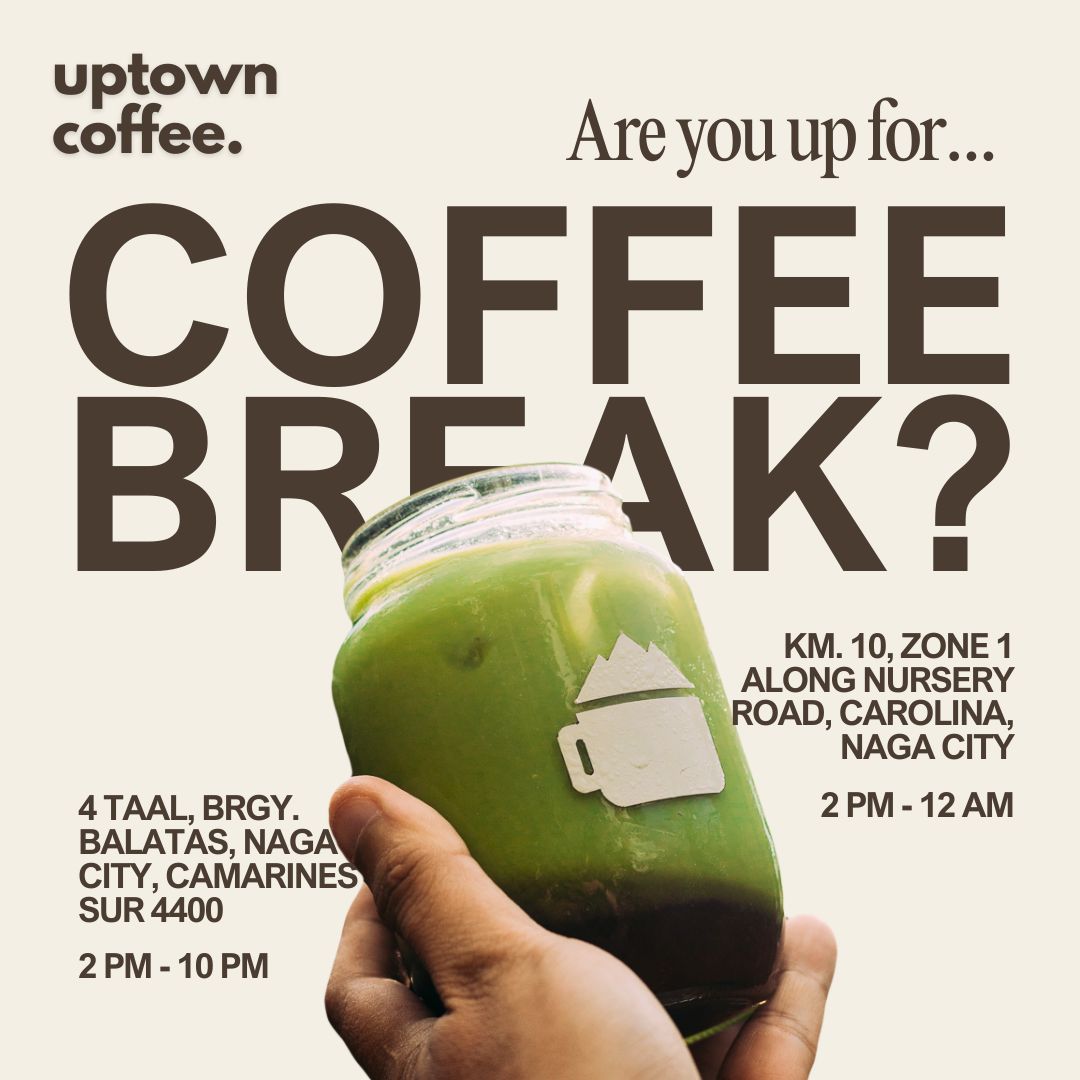 uptown
coffee.
Are you up for...
COFFEE
BREAK?
KM. 10, ZONE 1
ALONG NURSERY
ROAD, CAROLINA,
NAGA CITY
2 PM - 12 AM
4 TAAL, BRGY.
BALATAS, NAGA
CITY, CAMARINES
SUR 4400
2 PM - 10 PM